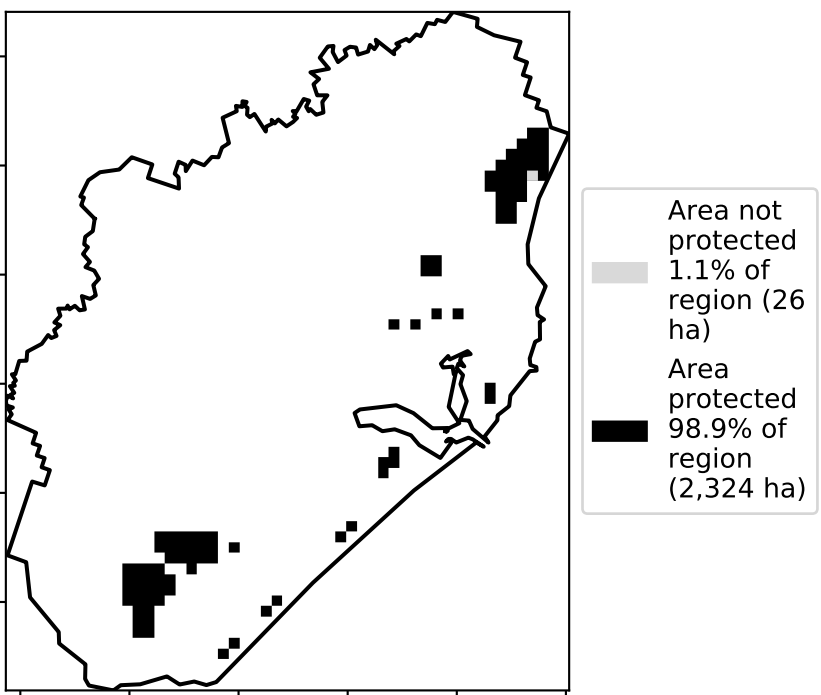 Area not
protected
1.1% of
region (26
ha)
Area
protected
98.9% of
region
(2,324 ha)